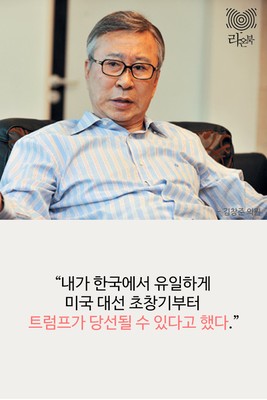 라온북
김창준 의원
“내가 한국에서 유일하게
미국 대선 초창기부터
트럼프가 당선될 수 있다고 했다.”